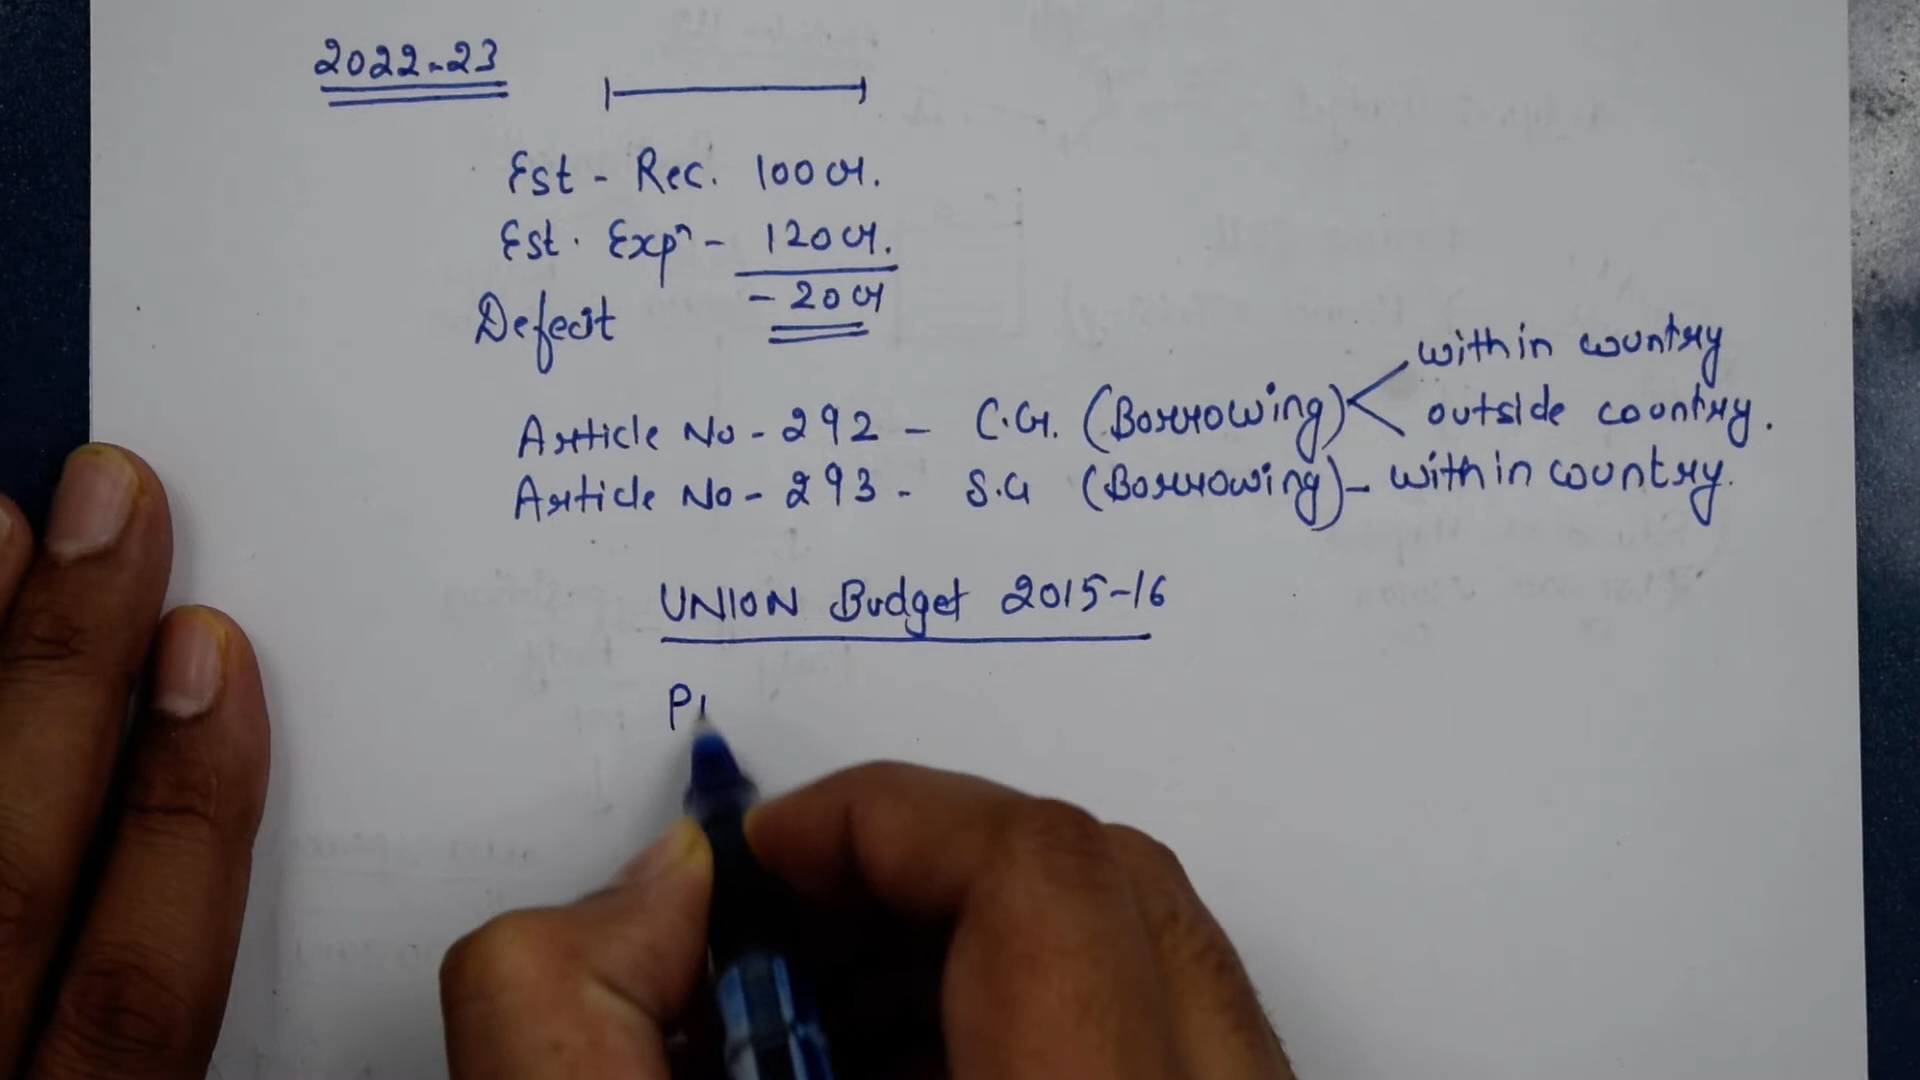 2022-23
Est - Rec. 100 cr.
Est. Expn - 120 cr.
- 20 cr
Defecit
within country
Article No - 292 - C.G. (Borrowing) outside country.
Article No - 293 - S.G (Borrowing) - within country.
UNION Budget 2015-16